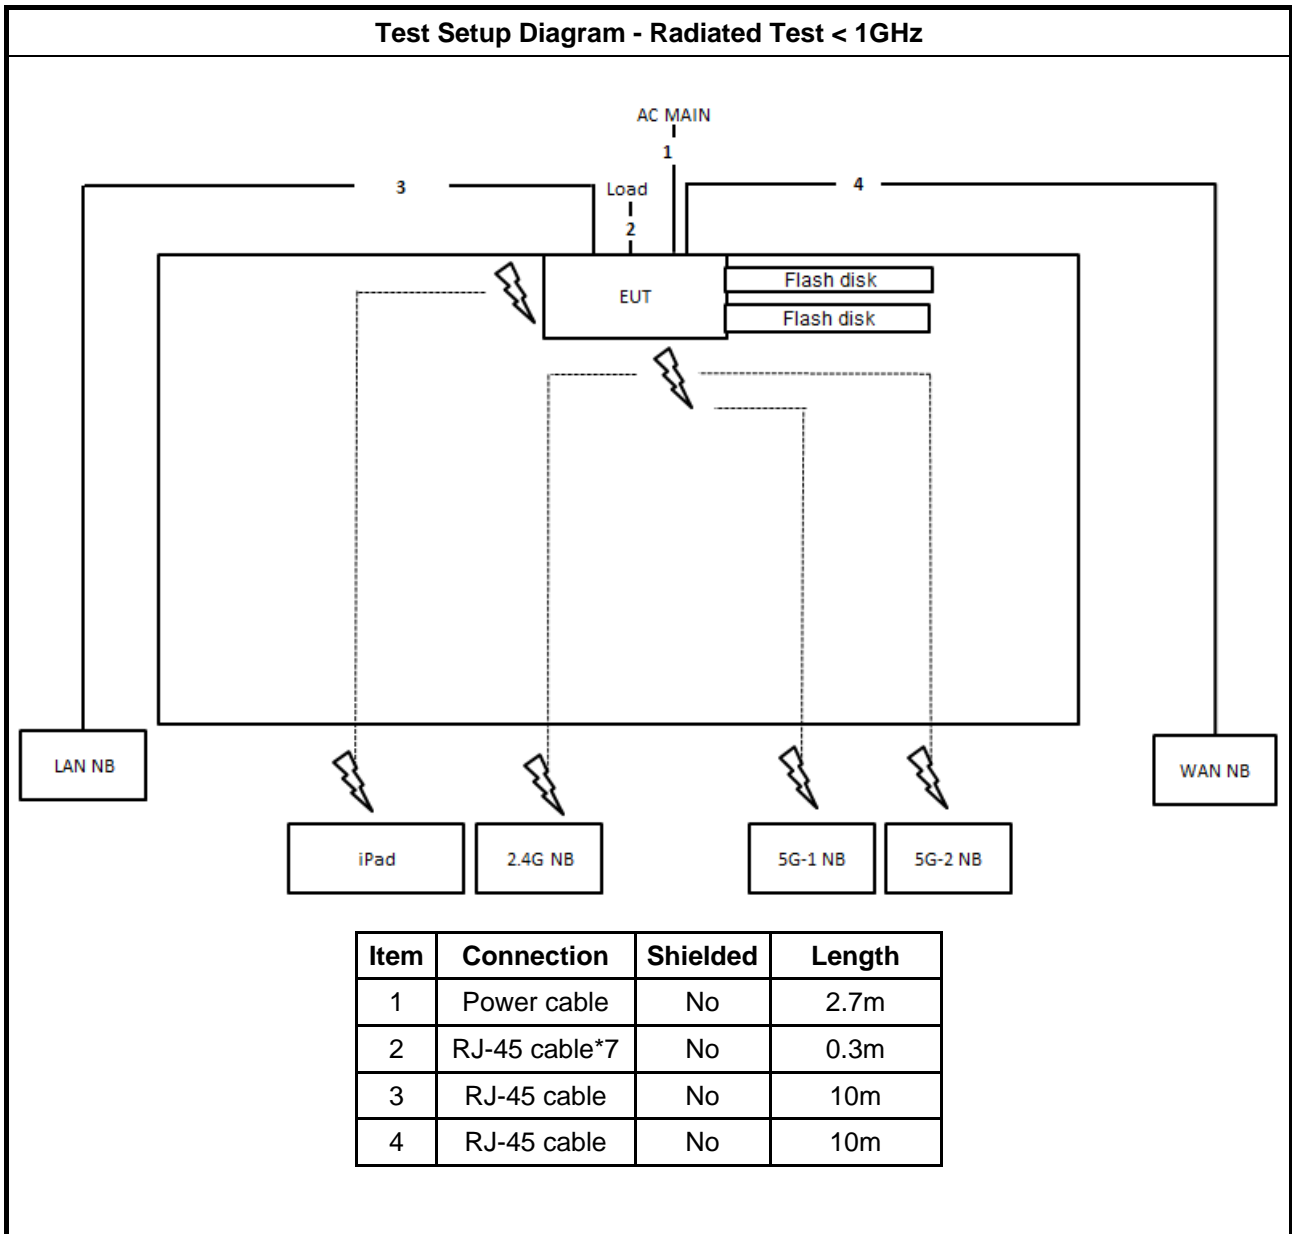 Test Setup Diagram - Radiated Test < 1GHz
AC MAIN
1
3
Load
4
2
EUT
Flash disk
Flash disk
LAN NB
WAN NB
iPad
2.4G NB
5G-1 NB
5G-2 NB
Item Connection Shielded Length
1 Power cable No 2.7m
2 RJ-45 cable*7 No 0.3m
3 RJ-45 cable No 10m
4 RJ-45 cable No 10m